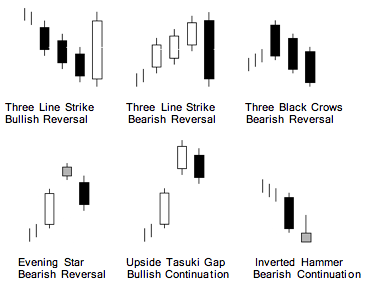 Three Line Strike
Bullish Reversal
Three Line Strike
Bearish Reversal
Three Black Crows
Bearish Reversal
Evening Star
Bearish Reversal
Upside Tasuki Gap
Bullish Continuation
Inverted Hammer
Bearish Continuation